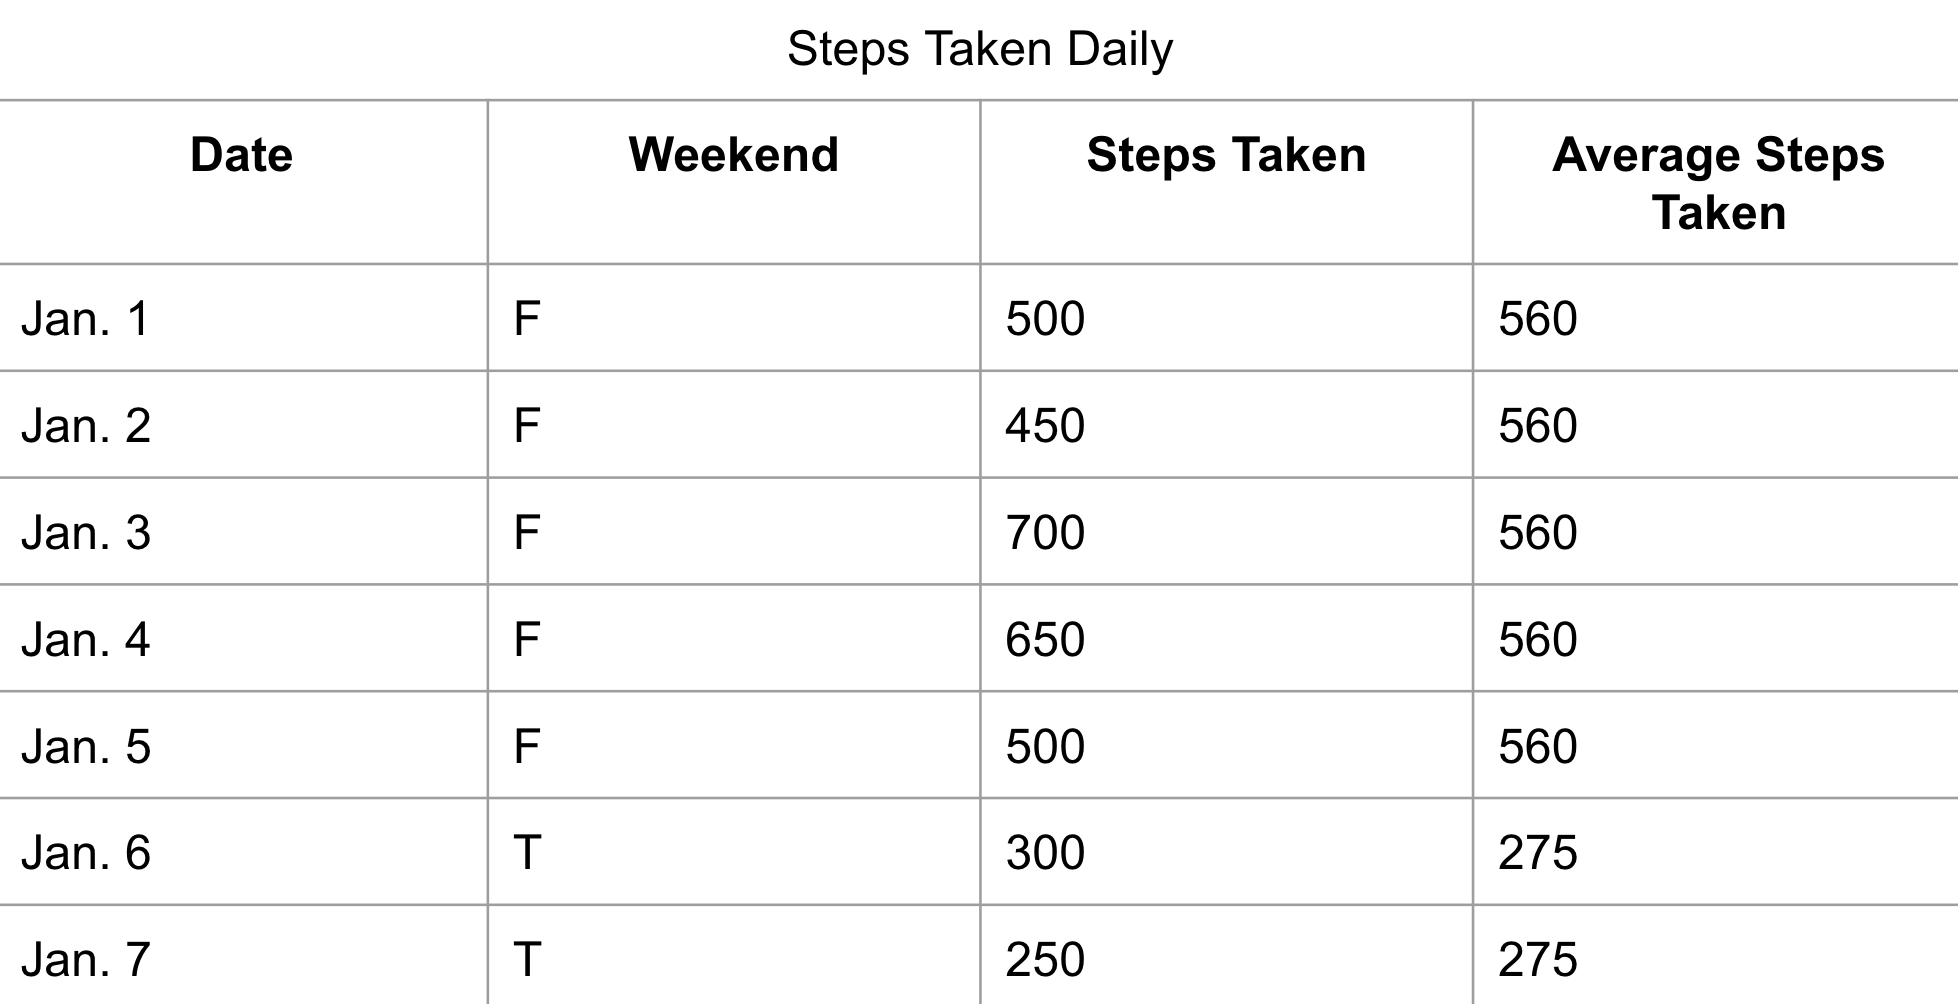 Steps Taken Daily
Date Weekend Steps Taken Average Steps
Taken
Jan. 1 F 500 560
Jan. 2 F 450 560
Jan. 3 F 700 560
Jan. 4 F 650 560
Jan. 5 F 500 560
Jan. 6 T 300 275
Jan. 7 T 250 275